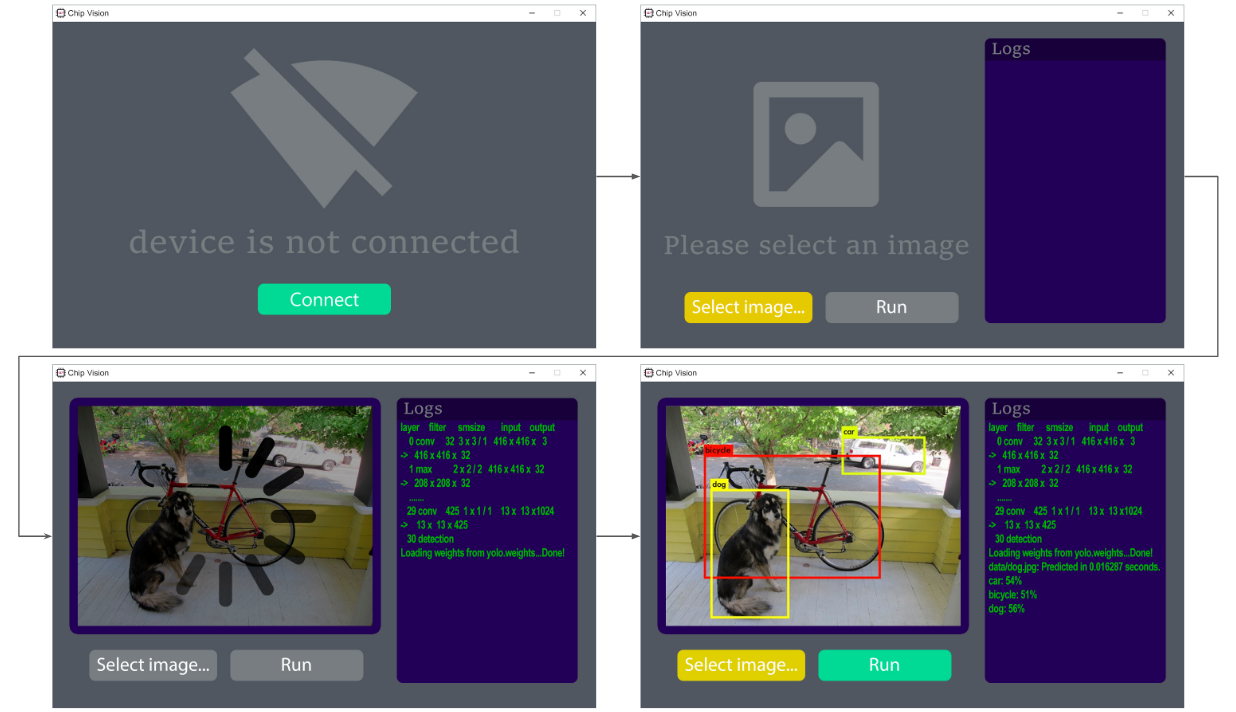 Chip Vision
device is not connected
Connect
Chip Vision
Logs
Please select an image
Select image...
Run
Chip Vision
Logs
layer filter smsize input output
0 conv 32 3 x 3 / 1 416 x 416 x 3
-> 416 x 416 x 32
1 max 2 x 2 / 2 416 x 416 x 32
-> 208 x 208 x 32
.......
29 conv 425 1 x 1 / 1 13 x 13 x1024
-> 13 x 13 x 425
30 detection
Loading weights from yolo.weights...Done!
Select image...
Run
Chip Vision
car
bicycle
dog
Logs
layer filter smsize input output
0 conv 32 3 x 3 / 1 416 x 416 x 3
-> 416 x 416 x 32
1 max 2 x 2 / 2 416 x 416 x 32
-> 208 x 208 x 32
.......
29 conv 425 1 x 1 / 1 13 x 13 x1024
-> 13 x 13 x 425
30 detection
Loading weights from yolo.weights...Done!
data/dog.jpg: Predicted in 0.016287 seconds.
car: 54%
bicycle: 51%
dog: 56%
Select image...
Run